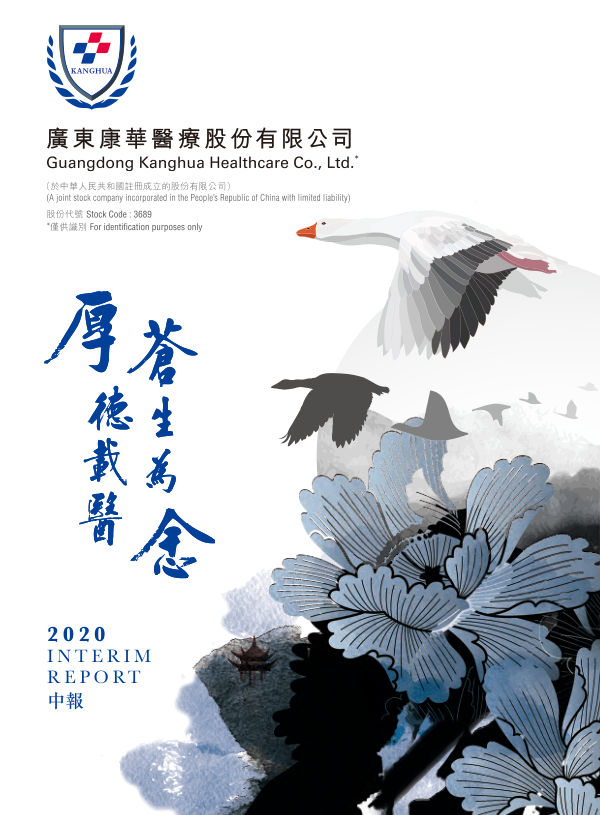 KANGHUA
廣東康華醫療股份有限公司
Guangdong Kanghua Healthcare Co., Ltd.*
(於中華人民共和國註冊成立的股份有限公司)
(A joint stock company incorporated in the People's Republic of China with limited liability)
股份代號 Stock Code : 3689
*僅供識別 For identification purposes only
厚德載醫
蒼生為念
2020
INTERIM
REPORT
中報